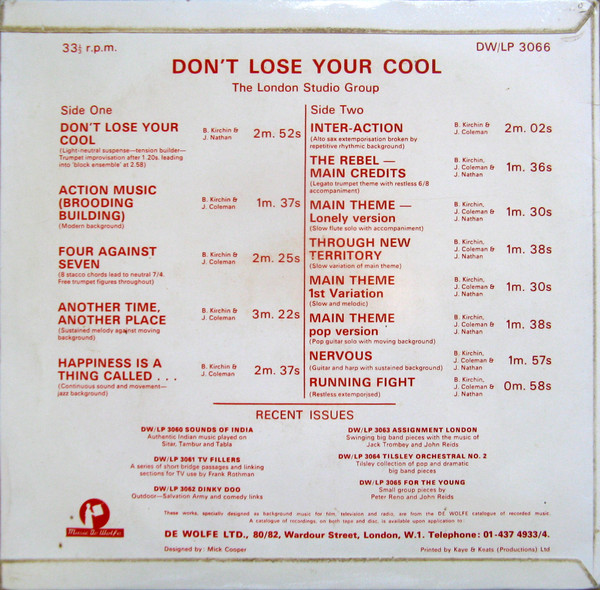 33⅓ r.p.m.
DW/LP 3066
DON'T LOSE YOUR COOL
The London Studio Group
Side One
DON'T LOSE YOUR
COOL
(Light-neutral suspense—tension builder—
Trumpet improvisation after 1.20s. leading
into 'block ensemble' at 2.58)
B. Kirchin &
J. Nathan
2m. 52s
ACTION MUSIC
(BROODING
BUILDING)
(Modern background)
B. Kirchin &
J. Coleman
1m. 37s
FOUR AGAINST
SEVEN
(8 stacco chords lead to neutral 7/4.
Free trumpet figures throughout)
B. Kirchin &
J. Coleman
2m. 25s
ANOTHER TIME,
ANOTHER PLACE
(Sustained melody against moving
background)
B. Kirchin &
J. Coleman
3m. 22s
HAPPINESS IS A
THING CALLED . . .
(Continuous sound and movement—
jazz background)
B. Kirchin &
J. Coleman
2m. 37s
Side Two
INTER-ACTION
(Alto sax extemporisation broken by
repetitive rhythmic background)
B. Kirchin &
J. Coleman
2m. 02s
THE REBEL —
MAIN CREDITS
(Legato trumpet theme with restless 6/8
accompaniment)
B. Kirchin,
J. Coleman &
J. Nathan
1m. 36s
MAIN THEME —
Lonely version
(Slow flute solo with accompaniment)
B. Kirchin,
J. Coleman &
J. Nathan
1m. 30s
THROUGH NEW
TERRITORY
(Slow variation of main theme)
B. Kirchin,
J. Coleman &
J. Nathan
1m. 38s
MAIN THEME
1st Variation
(Slow and melodic)
B. Kirchin,
J. Coleman &
J. Nathan
1m. 30s
MAIN THEME
pop version
(Pop guitar solo with moving background)
B. Kirchin,
J. Coleman &
J. Nathan
1m. 38s
NERVOUS
(Guitar and harp with sustained background)
B. Kirchin,
J. Coleman &
J. Nathan
1m. 57s
RUNNING FIGHT
(Restless extemporised)
B. Kirchin,
J. Coleman &
J. Nathan
0m. 58s
RECENT ISSUES
DW/LP 3060 SOUNDS OF INDIA
Authentic Indian music played on
Sitar, Tambur and Tabla
DW/LP 3061 TV FILLERS
A series of short bridge passages and linking
sections for TV use by Frank Rothman
DW/LP 3062 DINKY DOO
Outdoor—Salvation Army and comedy links
DW/LP 3063 ASSIGNMENT LONDON
Swinging big band pieces with the music of
Jack Trombey and John Reids
DW/LP 3064 TILSLEY ORCHESTRAL NO. 2
Tilsley collection of pop and dramatic
big band pieces
DW/LP 3065 FOR THE YOUNG
Small group pieces by
Peter Reno and John Reids
Music De Wolfe
These works, specially designed as background music for film, television and radio, are from the DE WOLFE catalogue of recorded music.
A catalogue of recordings, on both tape and disc, is available upon application to:
DE WOLFE LTD., 80/82, Wardour Street, London, W.1. Telephone: 01-437 4933/4.
Designed by: Mick Cooper
Printed by Kaye & Keats (Productions) Ltd